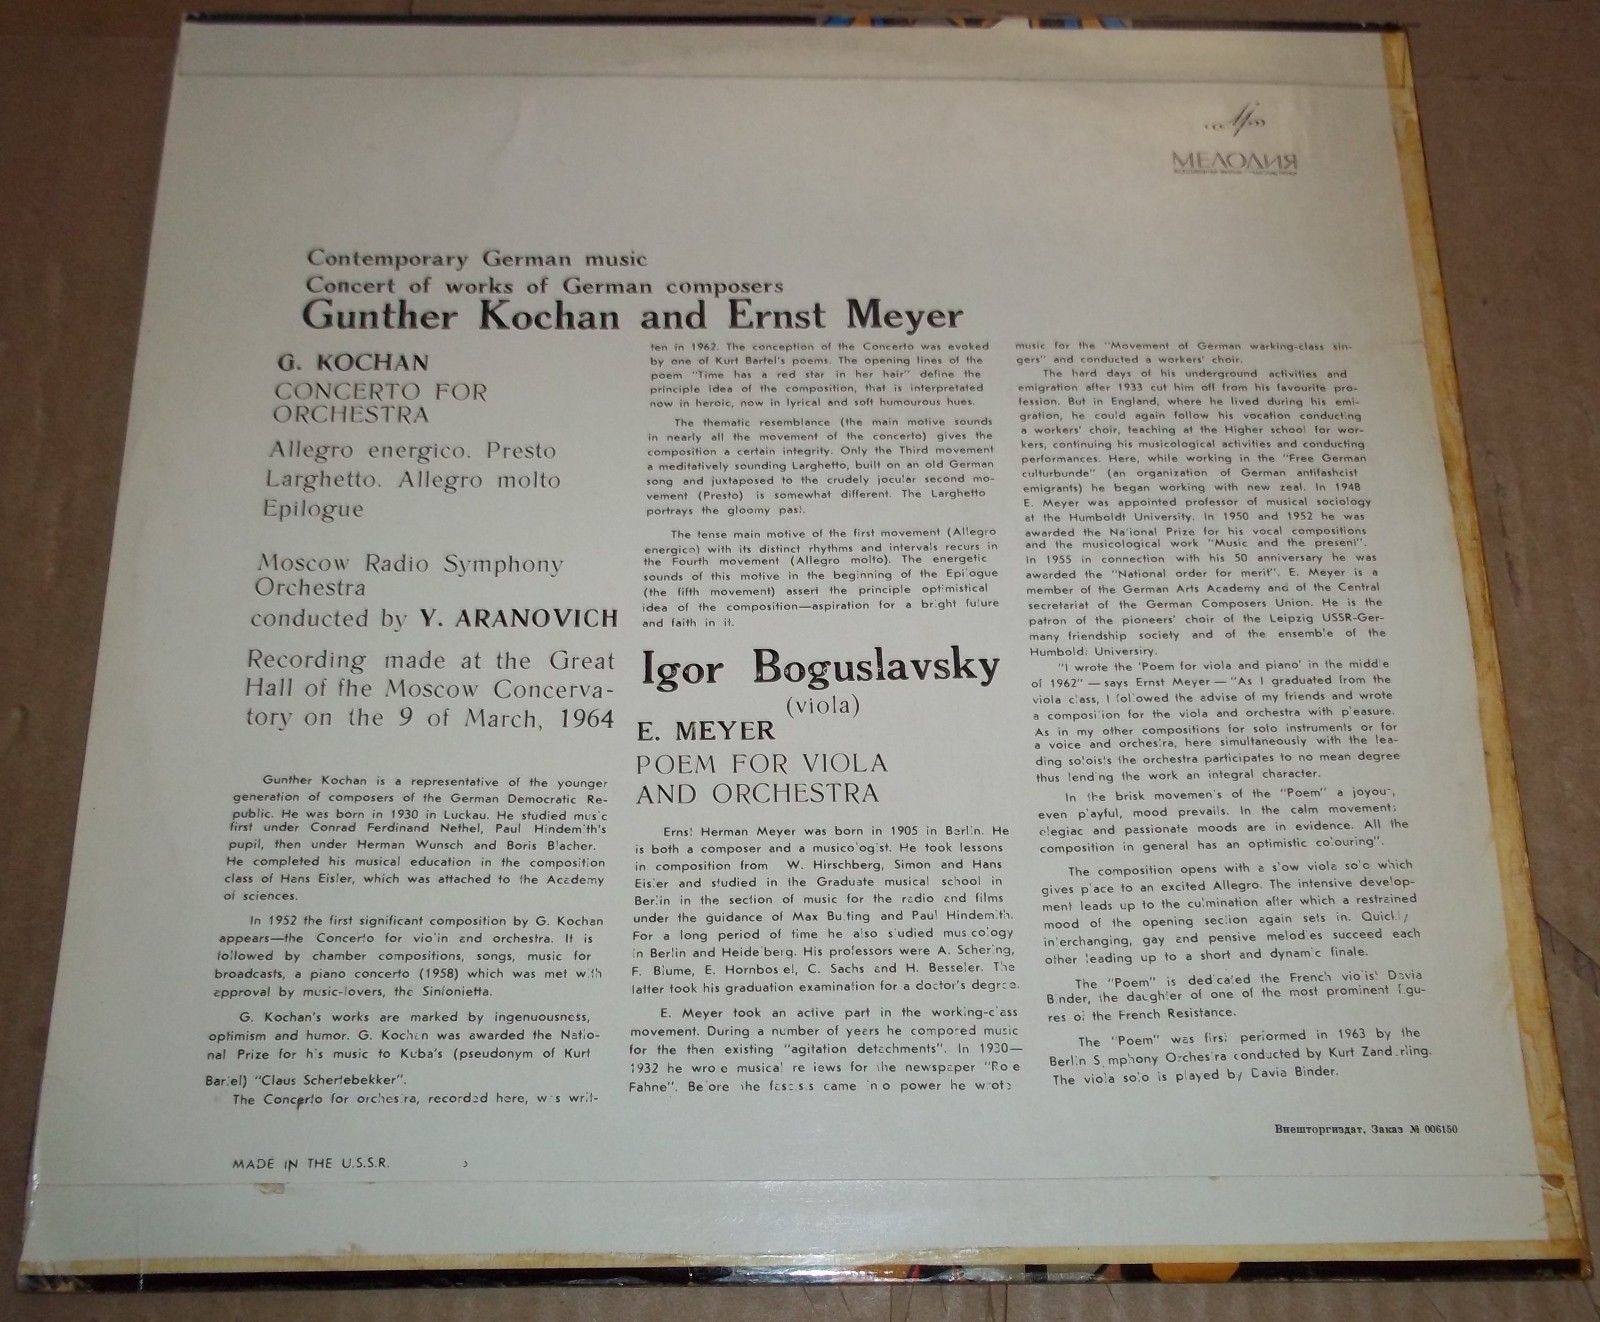 МЕЛОДИЯ
Contemporary German music
Concert of works of German composers
Gunther Kochan and Ernst Meyer
G. KOCHAN
CONCERTO FOR
ORCHESTRA
Allegro energico. Presto
Larghetto. Allegro molto
Epilogue
Moscow Radio Symphony
Orchestra
conducted by Y. ARANOVICH
Recording made at the Great
Hall of fhe Moscow Concerva-
tory on the 9 of March, 1964
Gunther Kochan is a representative of the younger
generation of composers of the German Democratic Re-
public. He was born in 1930 in Luckau. He studied music
first under Conrad Ferdinand Nethel, Paul Hindemith's
pupil, then under Herman Wunsch and Boris Blacher.
He completed his musical education in the composition
class of Hans Eisler, which was attached to the Academy
of sciences.
In 1952 the first significant composition by G. Kochan
appears—the Concerto for violin and orchestra. It is
followed by chamber compositions, songs, music for
broadcasts, a piano concerto (1958) which was met with
approval by music-lovers, the Sinfonietta.
G. Kochan's works are marked by ingenuousness,
optimism and humor. G. Kochan was awarded the Natio-
nal Prize for his music to Kuba's (pseudonym of Kurt
Bartel) "Claus Schertebekker".
The Concerto for orchestra, recorded here, was writ-
ten in 1962. The conception of the Concerto was evoked
by one of Kurt Bartel's poems. The opening lines of the
poem "Time has a red star in her hair" define the
principle idea of the composition, that is interpretated
now in heroic, now in lyrical and soft humourous hues.
The thematic resemblance (the main motive sounds
in nearly all the movement of the concerto) gives the
composition a certain integrity. Only the Third movement
a meditatively sounding Larghetto, built on an old German
song and juxtaposed to the crudely jocular second mo-
vement (Presto) is somewhat different. The Larghetto
portrays the gloomy past.
The tense main motive of the first movement (Allegro
energico) with its distinct rhythms and intervals recurs in
the Fourth movement (Allegro molto). The energetic
sounds of this motive in the beginning of the Epilogue
(the fifth movement) assert the principle optimistical
idea of the composition—aspiration for a bright future
and faith in it.
Igor Boguslavsky
(viola)
E. MEYER
POEM FOR VIOLA
AND ORCHESTRA
Ernst Herman Meyer was born in 1905 in Berlin. He
is both a composer and a musicologist. He took lessons
in composition from W. Hirschberg, Simon and Hans
Eisler and studied in the Graduate musical school in
Berlin in the section of music for the radio and films
under the guidance of Max Butting and Paul Hindemith.
For a long period of time he also studied musicology
in Berlin and Heidelberg. His professors were A. Schering,
F. Blume, E. Hornbostel, C. Sachs and H. Besseler. The
latter took his graduation examination for a doctor's degree.
E. Meyer took an active part in the working-class
movement. During a number of years he composed music
for the then existing "agitation detachments". In 1930—
1932 he wrote musical reviews for the newspaper "Rote
Fahne". Before the fascists came into power he wrote
music for the "Movement of German warking-class sin-
gers" and conducted a workers' choir.
The hard days of his underground activities and
emigration after 1933 cut him off from his favourite pro-
fession. But in England, where he lived during his emi-
gration, he could again follow his vocation conducting
a workers' choir, teaching at the Higher school for wor-
kers, continuing his musicological activities and conducting
performances. Here, while working in the "Free German
culturbunde" (an organization of German antifashcist
emigrants) he began working with new zeal. In 1948
E. Meyer was appointed professor of musical sociology
at the Humboldt University. In 1950 and 1952 he was
awarded the National Prize for his vocal compositions
and the musicological work "Music and the present".
In 1955 in connection with his 50 anniversary he was
awarded the "National order for merit". E. Meyer is a
member of the German Arts Academy and of the Central
secretariat of the German Composers Union. He is the
patron of the pioneers' choir of the Leipzig USSR-Ger-
many friendship society and of the ensemble of the
Humboldt Universiry.
"I wrote the 'Poem for viola and piano' in the middle
of 1962" — says Ernst Meyer — "As I graduated from the
viola class, I followed the advise of my friends and wrote
a composition for the viola and orchestra with pleasure.
As in my other compositions for solo instruments or for
a voice and orchestra, here simultaneously with the lea-
ding soloists the orchestra participates to no mean degree
thus lending the work an integral character.
In the brisk movements of the "Poem" a joyous,
even playful, mood prevails. In the calm movements
elegiac and passionate moods are in evidence. All the
composition in general has an optimistic colouring".
The composition opens with a slow viola solo which
gives place to an excited Allegro. The intensive develop-
ment leads up to the culmination after which a restrained
mood of the opening section again sets in. Quickly
interchanging, gay and pensive melodies succeed each
other leading up to a short and dynamic finale.
The "Poem" is dedicated the French violist Davia
Binder, the daughter of one of the most prominent figu-
res of the French Resistance.
The "Poem" was first performed in 1963 by the
Berlin Symphony Orchestra conducted by Kurt Zanderling.
The viola solo is played by Davia Binder.
Внешторгиздат, Заказ № 006150
MADE IN THE U.S.S.R.